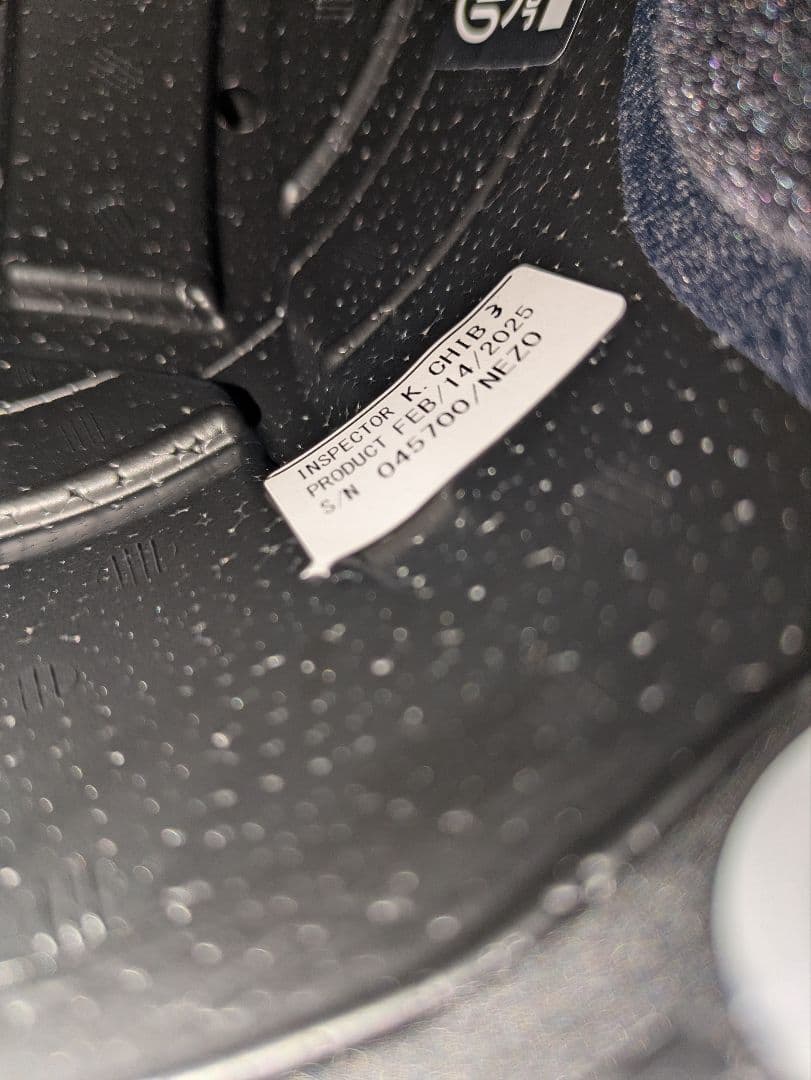 INSPECTOR K. CHIB 3
PRODUCT FEB/14/2025
S/N 045700/NEZO